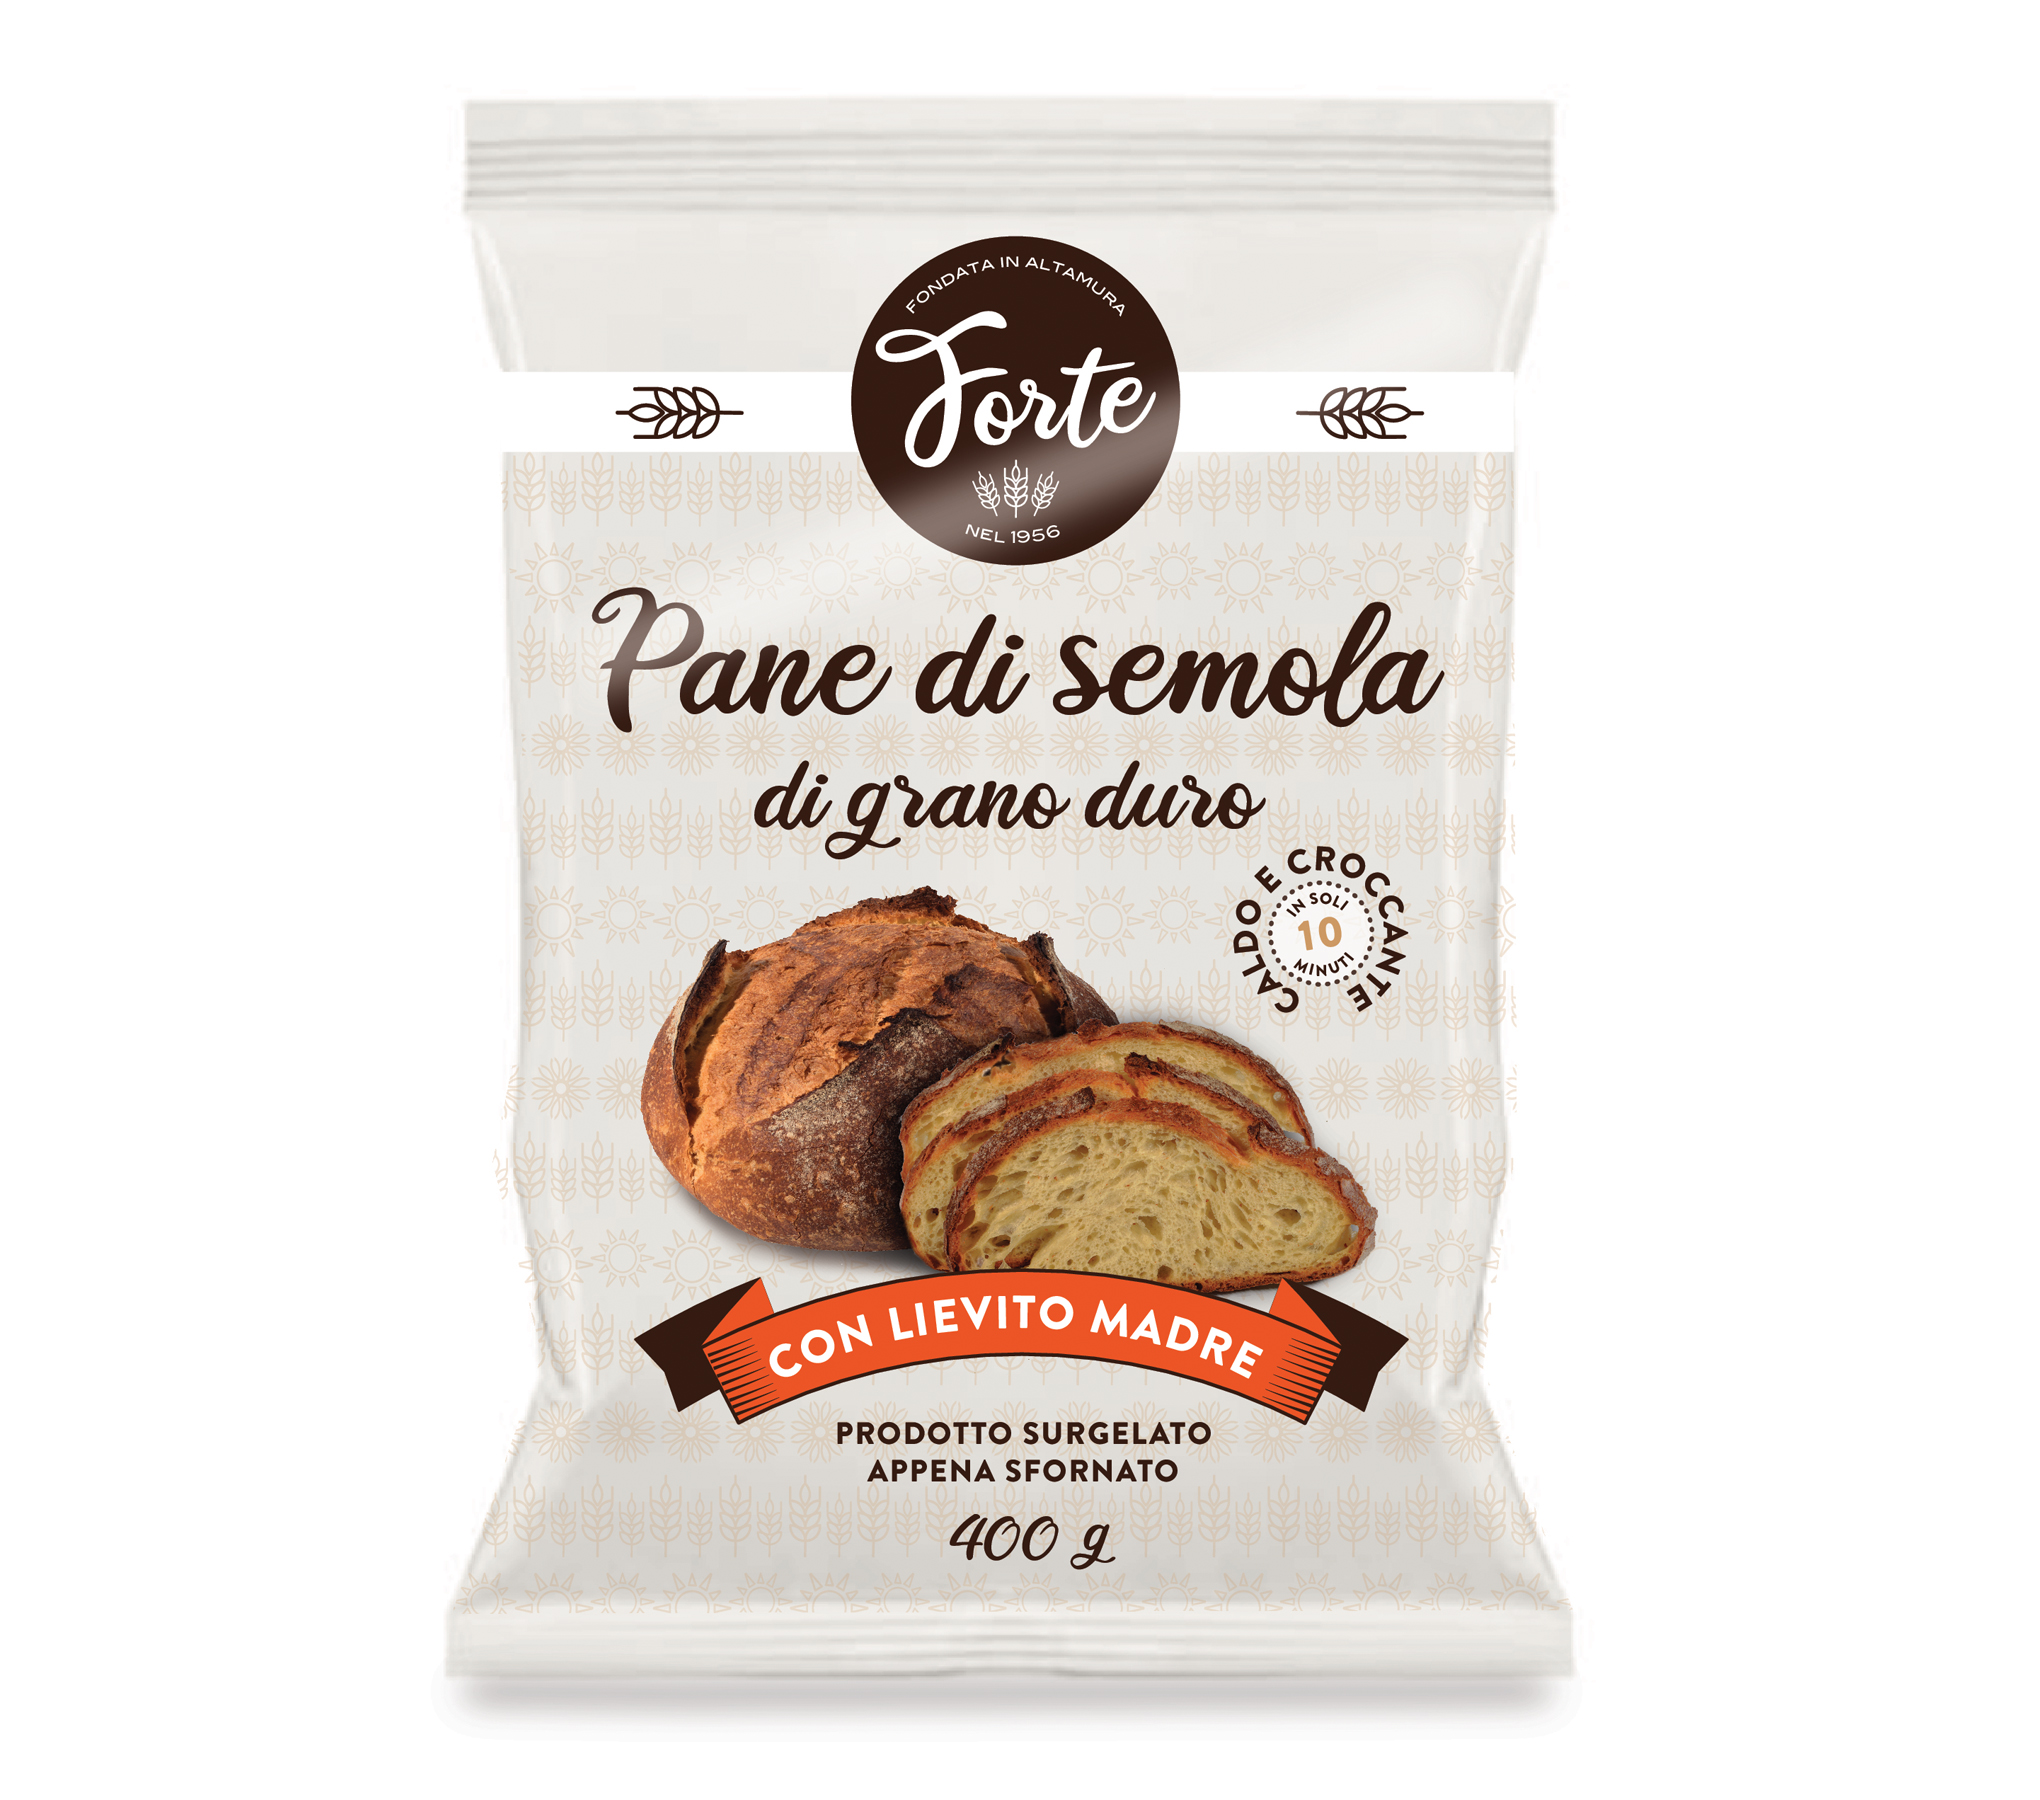 FONDATA IN ALTAMURA
Forte
NEL 1956
Pane di semola
di grano duro
CALDO E CROCCANTE
IN SOLI
10
MINUTI
CON LIEVITO MADRE
PRODOTTO SURGELATO
APPENA SFORNATO
400 g